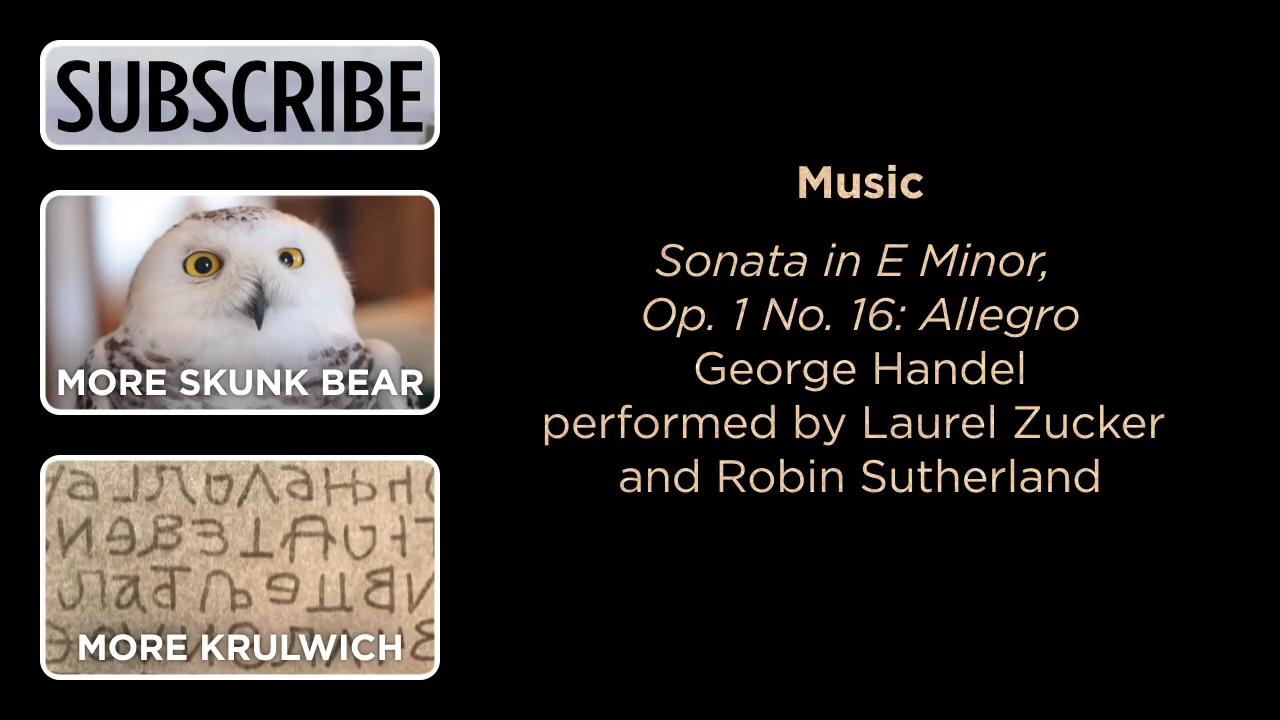 SUBSCRIBE
MORE SKUNK BEAR
MORE KRULWICH
Music
Sonata in E Minor,
Op. 1 No. 16: Allegro
George Handel
performed by Laurel Zucker
and Robin Sutherland